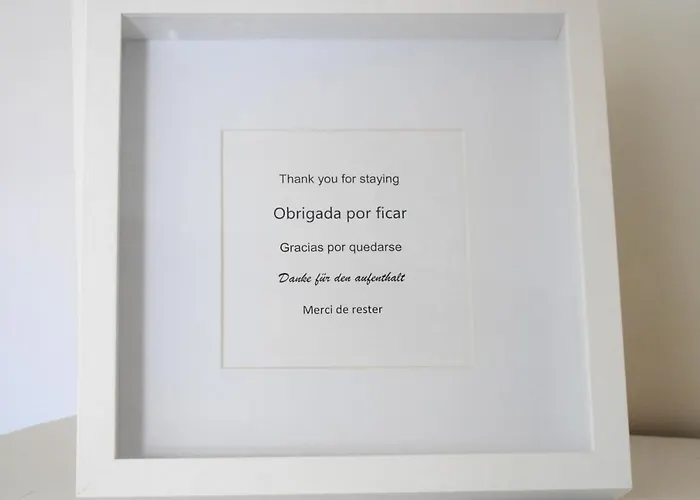 Thank you for staying
Obrigada por ficar
Gracias por quedarse
Danke für den aufenthalt
Merci de rester